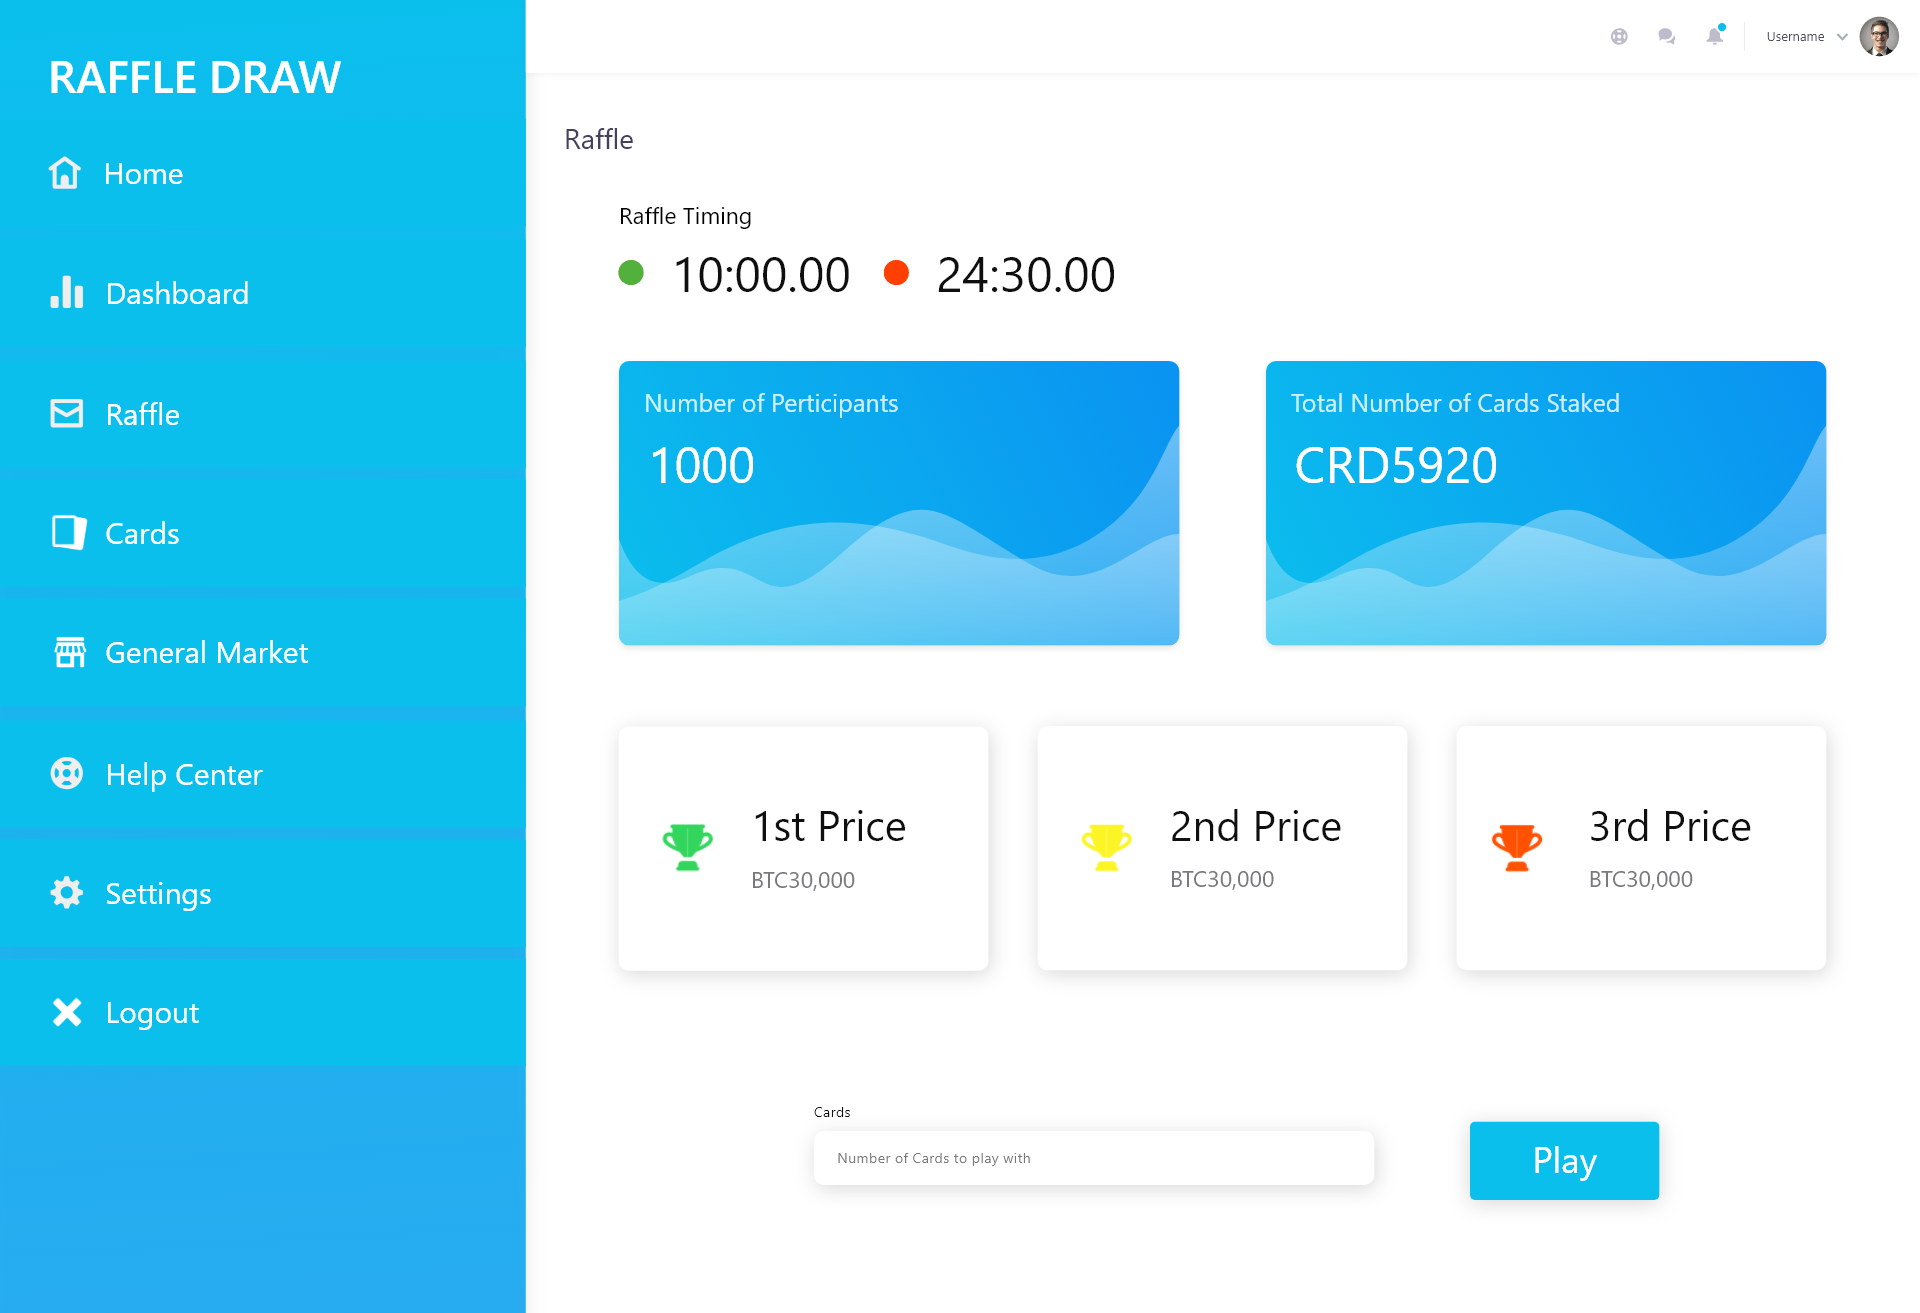 RAFFLE DRAW
Home
Dashboard
Raffle
Cards
General Market
Help Center
Settings
Logout
Username
Raffle
Raffle Timing
10:00.00 24:30.00
Number of Perticipants
1000
Total Number of Cards Staked
CRD5920
1st Price
BTC30,000
2nd Price
BTC30,000
3rd Price
BTC30,000
Cards
Number of Cards to play with
Play